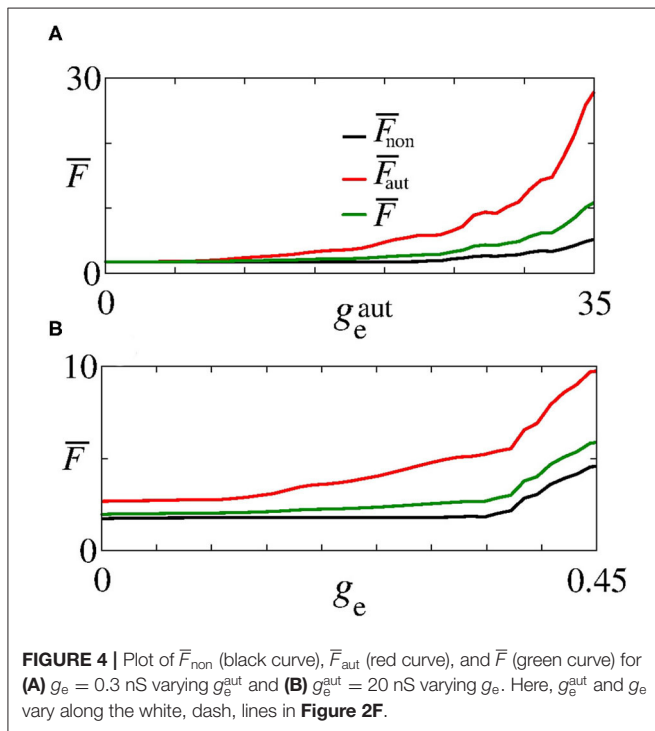 A
30
F̅
0
F̅non
F̅aut
F̅
0
g_e^aut
35
B
10
F̅
0
0
g_e
0.45
FIGURE 4 | Plot of F̅non (black curve), F̅aut (red curve), and F̅ (green curve) for
(A) g_e = 0.3 nS varying g_e^aut and (B) g_e^aut = 20 nS varying g_e. Here, g_e^aut and g_e
vary along the white, dash, lines in Figure 2F.